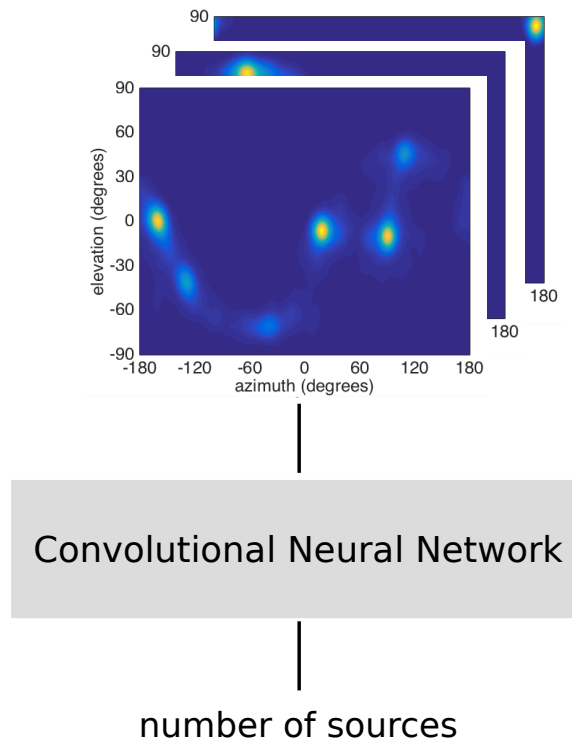 90
90
90
60
30
0
-30
-60
-90
elevation (degrees)
-180 -120 -60 0 60 120 180
180
180
azimuth (degrees)
Convolutional Neural Network
number of sources